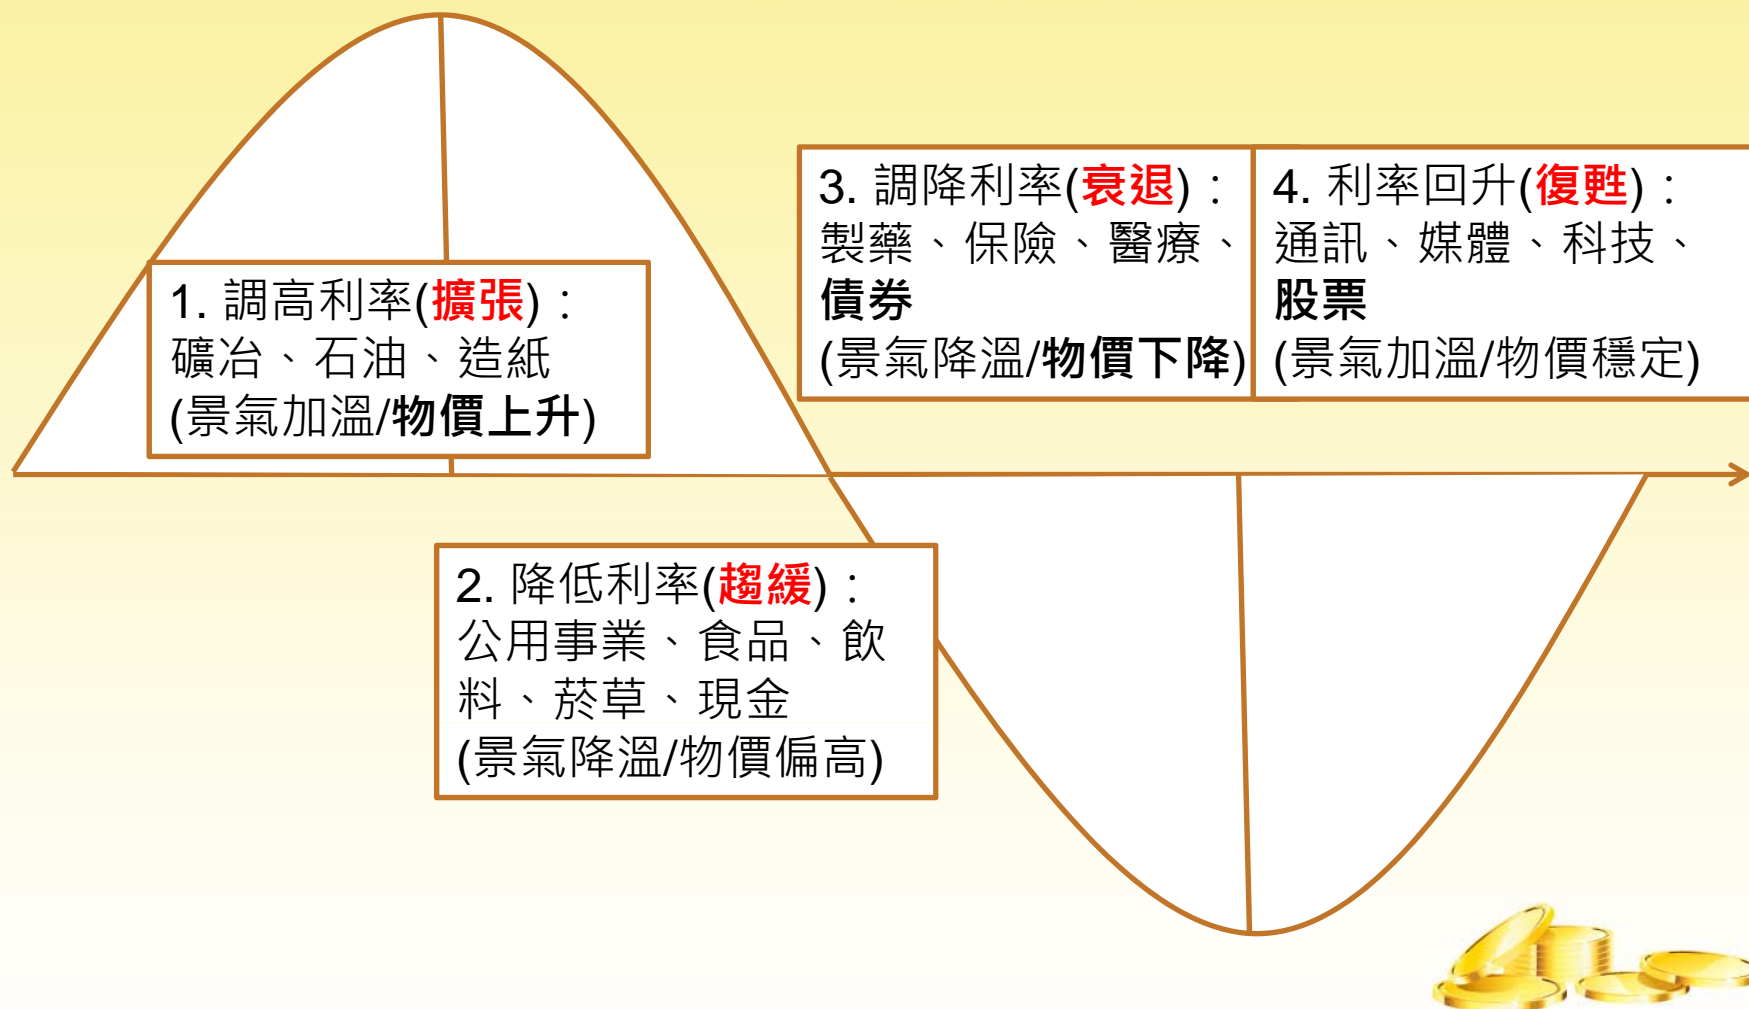 1. 調高利率(擴張)：
礦冶、石油、造紙
(景氣加溫/物價上升)
2. 降低利率(趨緩)：
公用事業、食品、飲
料、菸草、現金
(景氣降溫/物價偏高)
3. 調降利率(衰退)：
製藥、保險、醫療、
債券
(景氣降溫/物價下降)
4. 利率回升(復甦)：
通訊、媒體、科技、
股票
(景氣加溫/物價穩定)